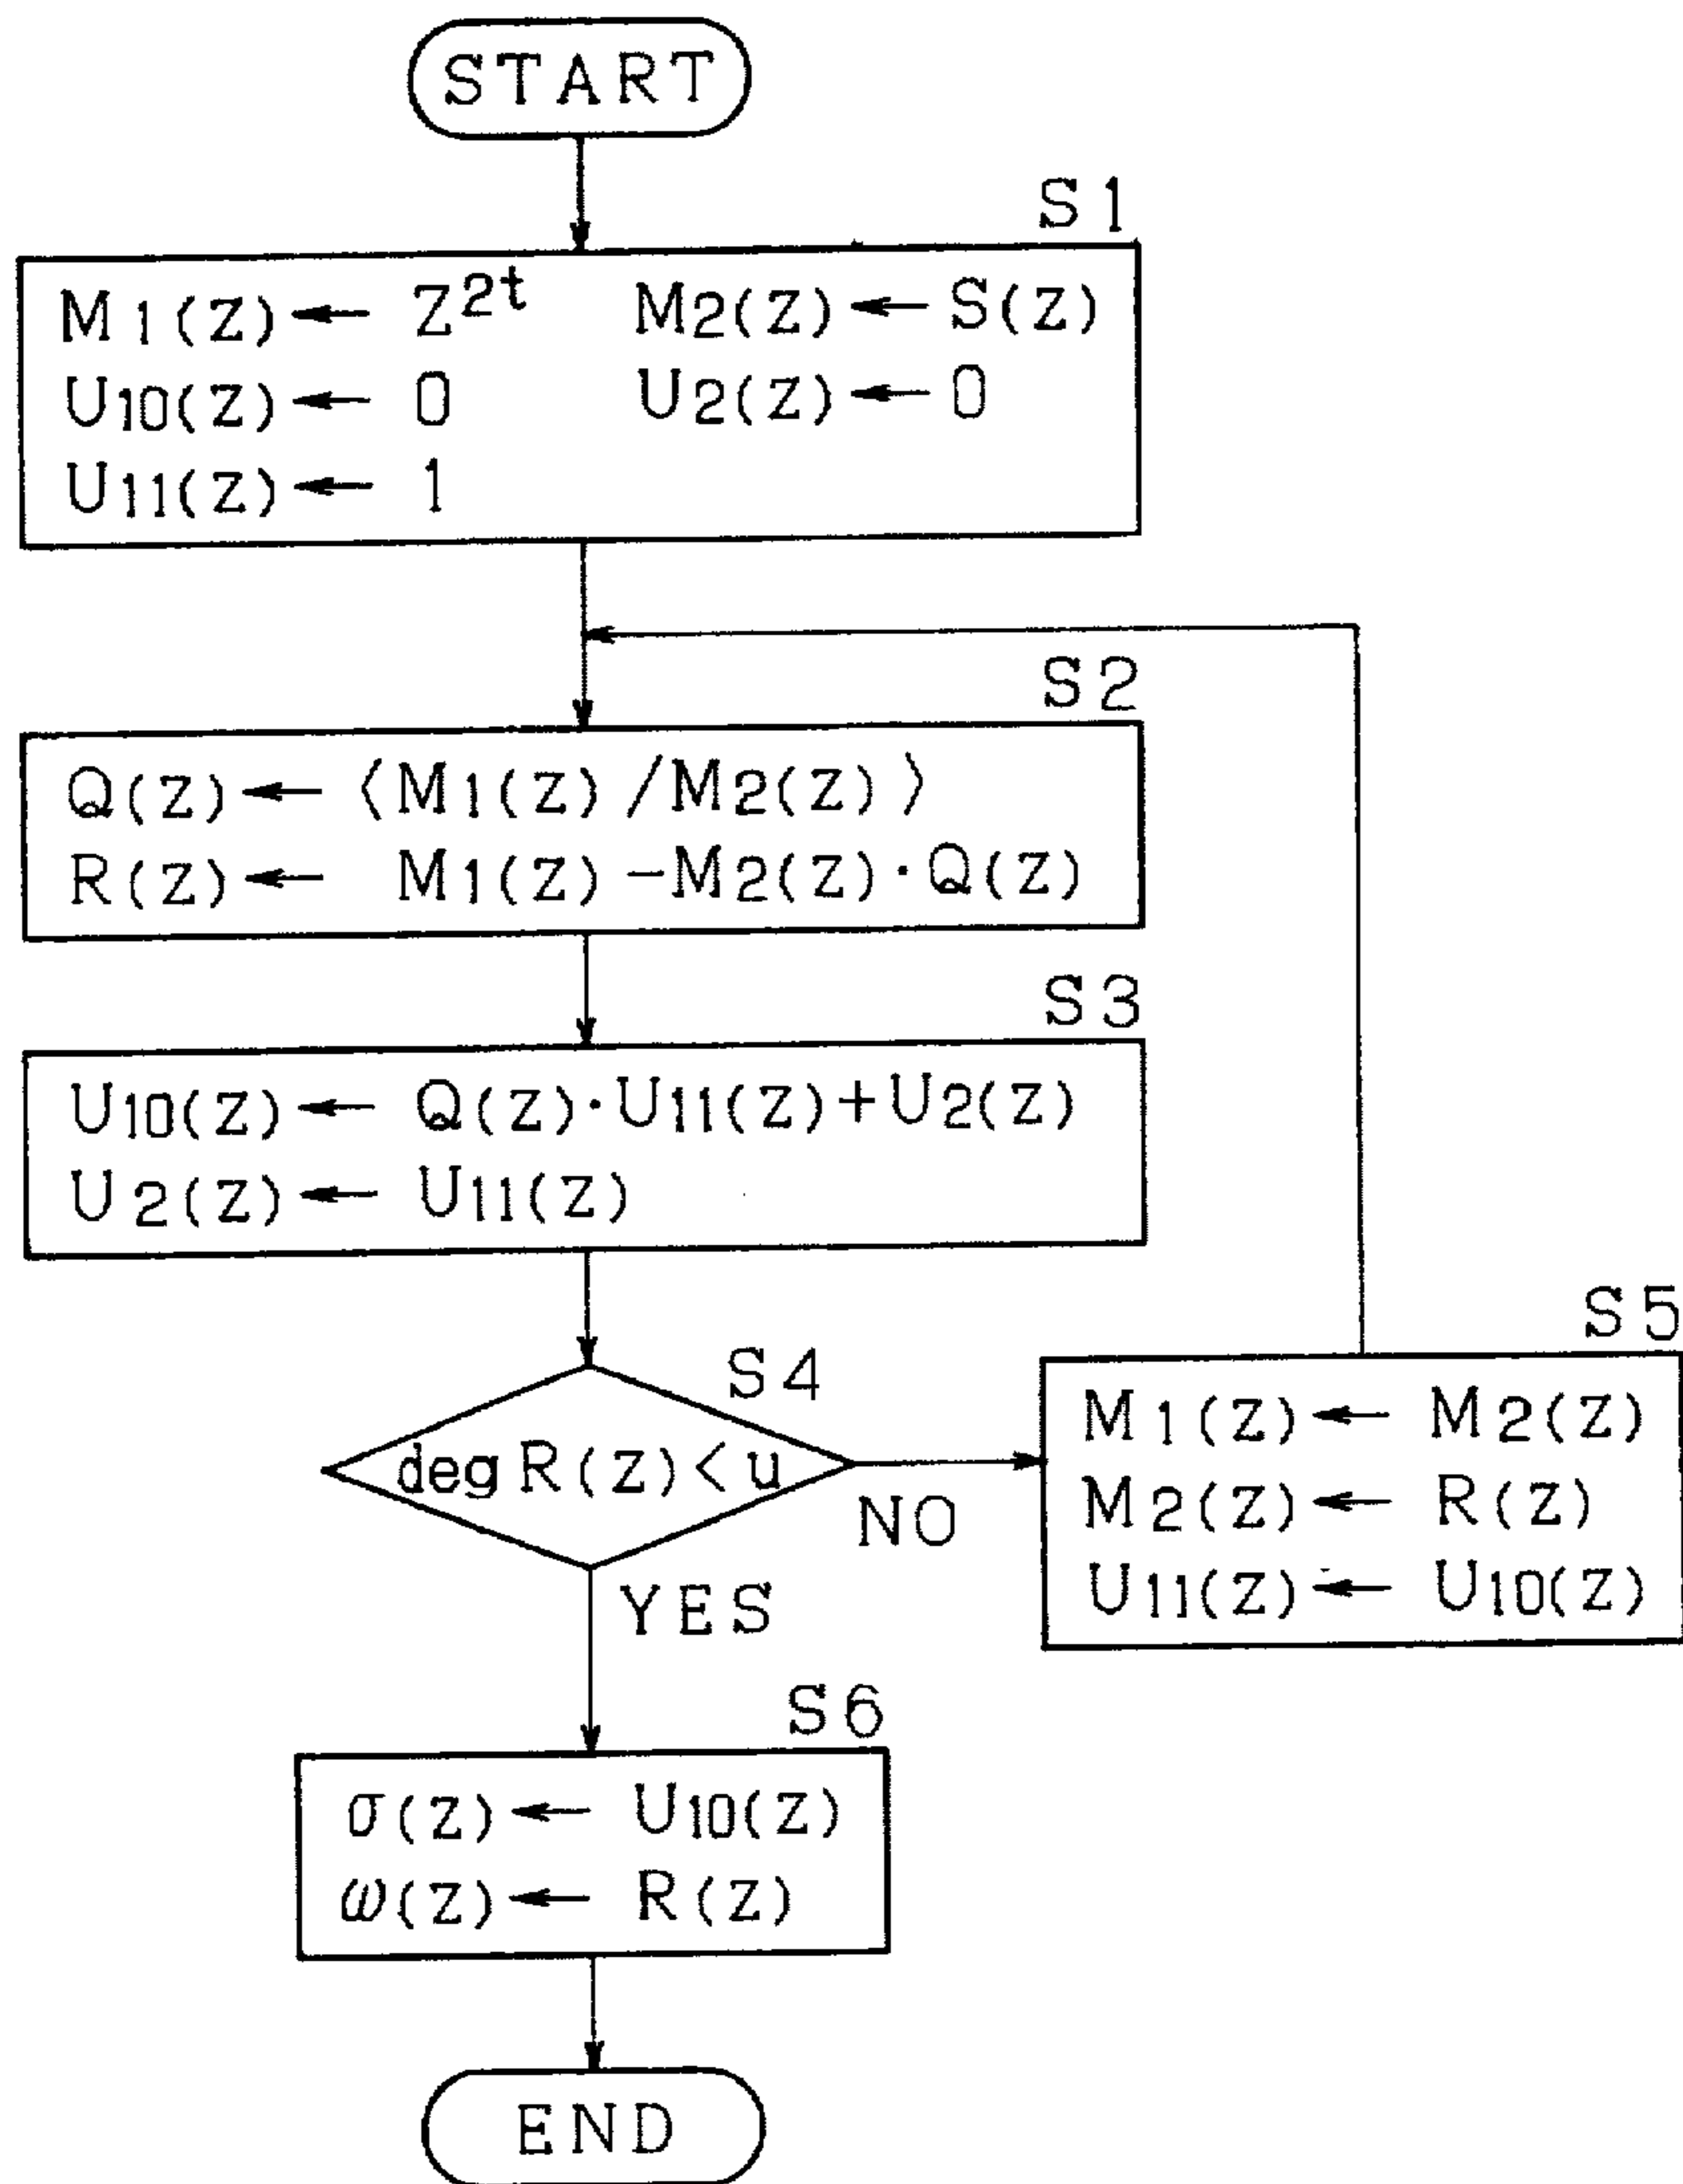 START
S1
M1(Z) ← Z^2t M2(Z) ← S(Z)
U10(Z) ← 0 U2(Z) ← 0
U11(Z) ← 1
S2
Q(Z) ← ⟨M1(Z)/M2(Z)⟩
R(Z) ← M1(Z)-M2(Z)·Q(Z)
S3
U10(Z) ← Q(Z)·U11(Z)+U2(Z)
U2(Z) ← U11(Z)
S4
deg R(Z)<u
NO
YES
S5
M1(Z) ← M2(Z)
M2(Z) ← R(Z)
U11(Z) ← U10(Z)
S6
σ(Z) ← U10(Z)
ω(Z) ← R(Z)
END